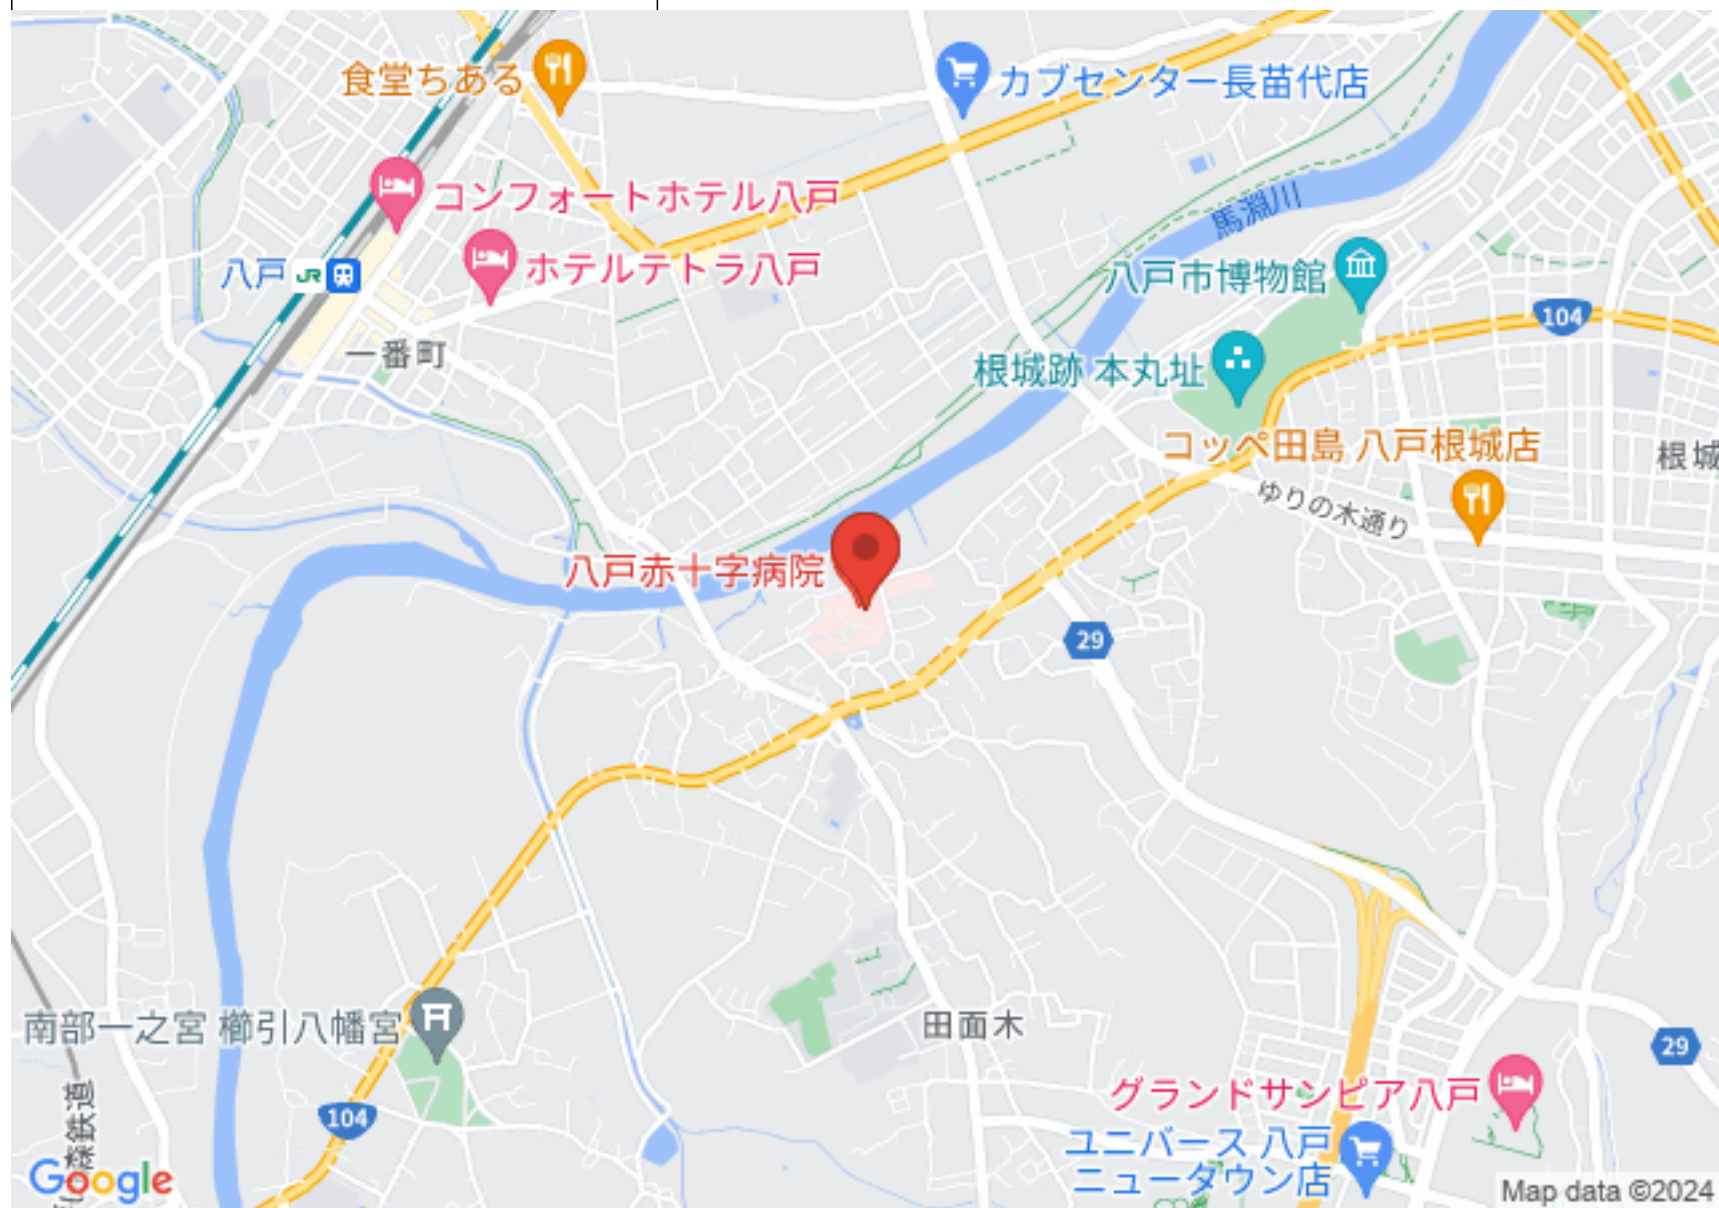 食堂ちある
カブセンター長苗代店
コンフォートホテル八戸
馬淵川
八戸 JR
ホテルテトラ八戸
八戸市博物館
104
一番町
根城跡 本丸址
コッペ田島 八戸根城店
根城
ゆりの木通り
八戸赤十字病院
29
南部一之宮 櫛引八幡宮
田面木
29
グランドサンピア八戸
104
森鉄道
ユニバース 八戸
ニュータウン店
Google
Map data ©2024